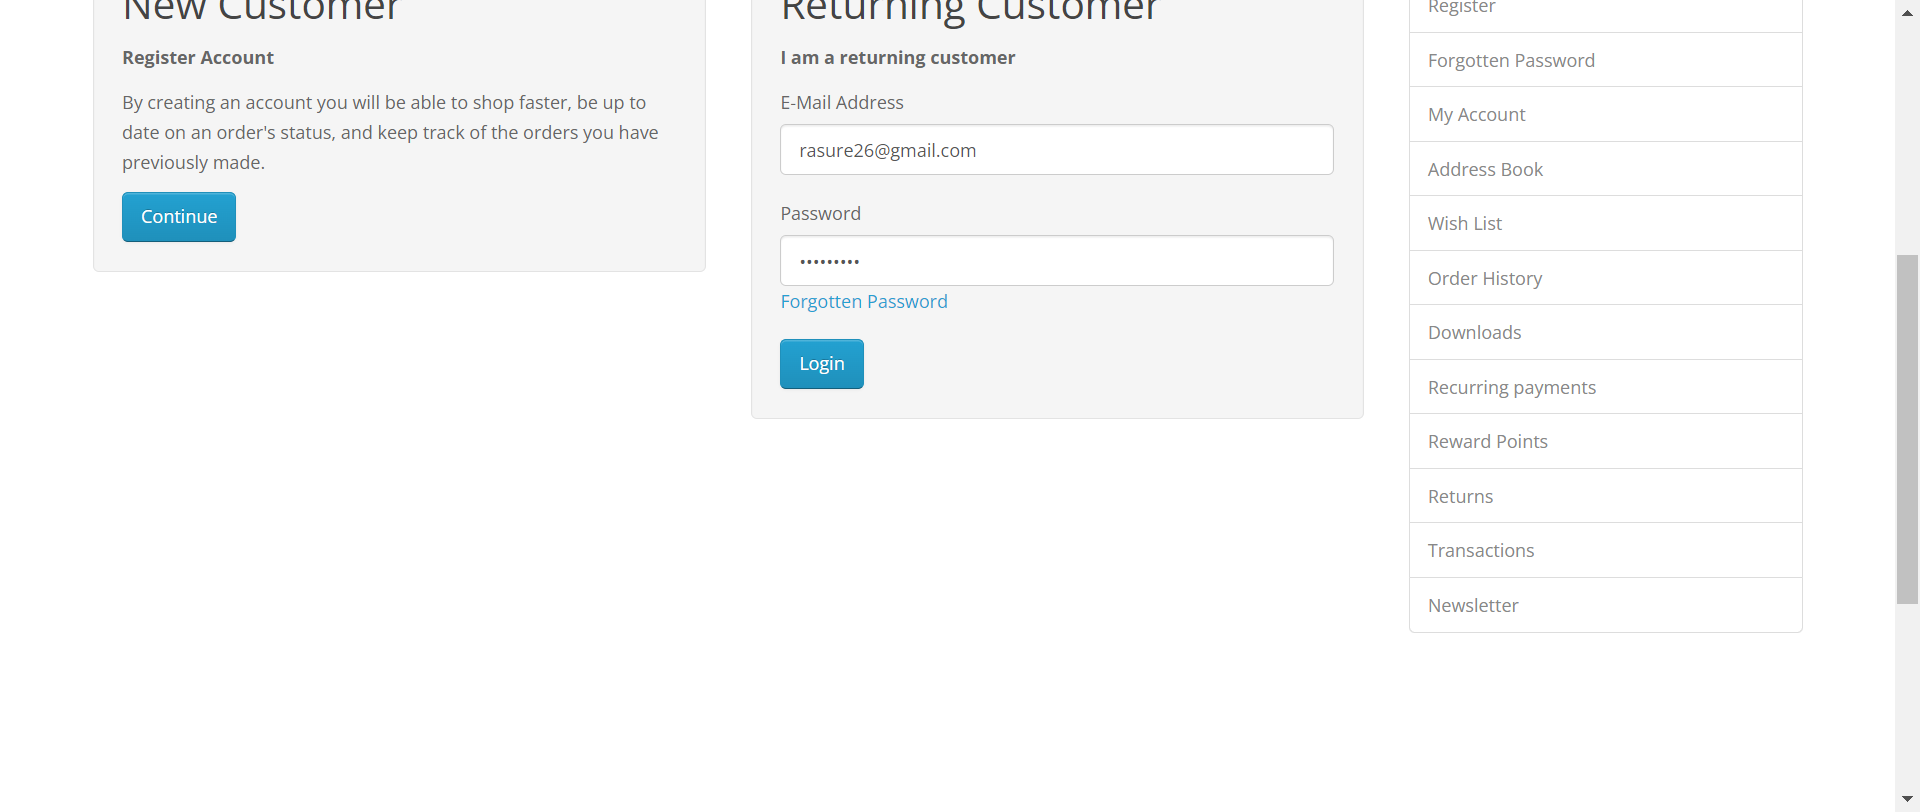 New Customer
Register Account
By creating an account you will be able to shop faster, be up to
date on an order's status, and keep track of the orders you have
previously made.
Continue
Returning Customer
I am a returning customer
E-Mail Address
rasure26@gmail.com
Password
•••••••••
Forgotten Password
Login
Register
Forgotten Password
My Account
Address Book
Wish List
Order History
Downloads
Recurring payments
Reward Points
Returns
Transactions
Newsletter